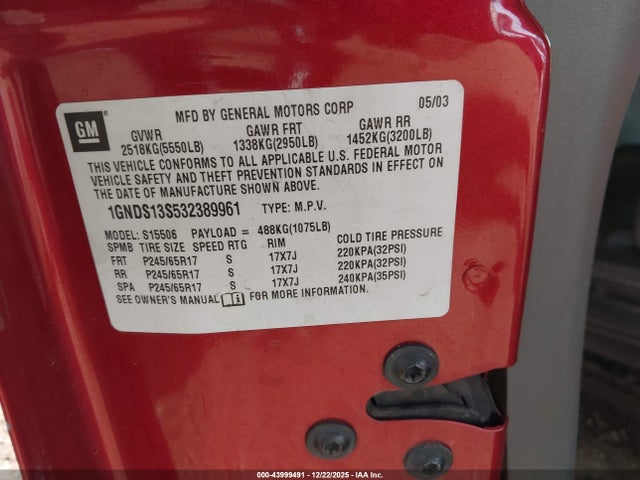 MFD BY GENERAL MOTORS CORP 05/03
GM
GVWR GAWR FRT GAWR RR
2518KG(5550LB) 1338KG(2950LB) 1452KG(3200LB)
THIS VEHICLE CONFORMS TO ALL APPLICABLE U.S. FEDERAL MOTOR
VEHICLE SAFETY AND THEFT PREVENTION STANDARDS IN EFFECT ON
THE DATE OF MANUFACTURE SHOWN ABOVE.
1GNDS13S532389961 TYPE: M.P.V.
MODEL: S15506 PAYLOAD = 488KG(1075LB)
SPMB TIRE SIZE SPEED RTG RIM COLD TIRE PRESSURE
FRT P245/65R17 S 17X7J 220KPA(32PSI)
RR P245/65R17 S 17X7J 220KPA(32PSI)
SPA P245/65R17 S 17X7J 240KPA(35PSI)
SEE OWNER'S MANUAL FOR MORE INFORMATION.
000-43999491 - 12/22/2025 - IAA Inc.